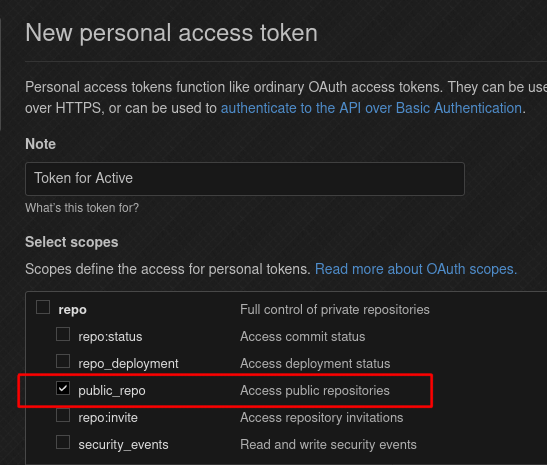 New personal access token
Personal access tokens function like ordinary OAuth access tokens. They can be use
over HTTPS, or can be used to authenticate to the API over Basic Authentication.
Note
Token for Active
What's this token for?
Select scopes
Scopes define the access for personal tokens. Read more about OAuth scopes.
repo Full control of private repositories
repo:status Access commit status
repo_deployment Access deployment status
public_repo Access public repositories
repo:invite Access repository invitations
security_events Read and write security events